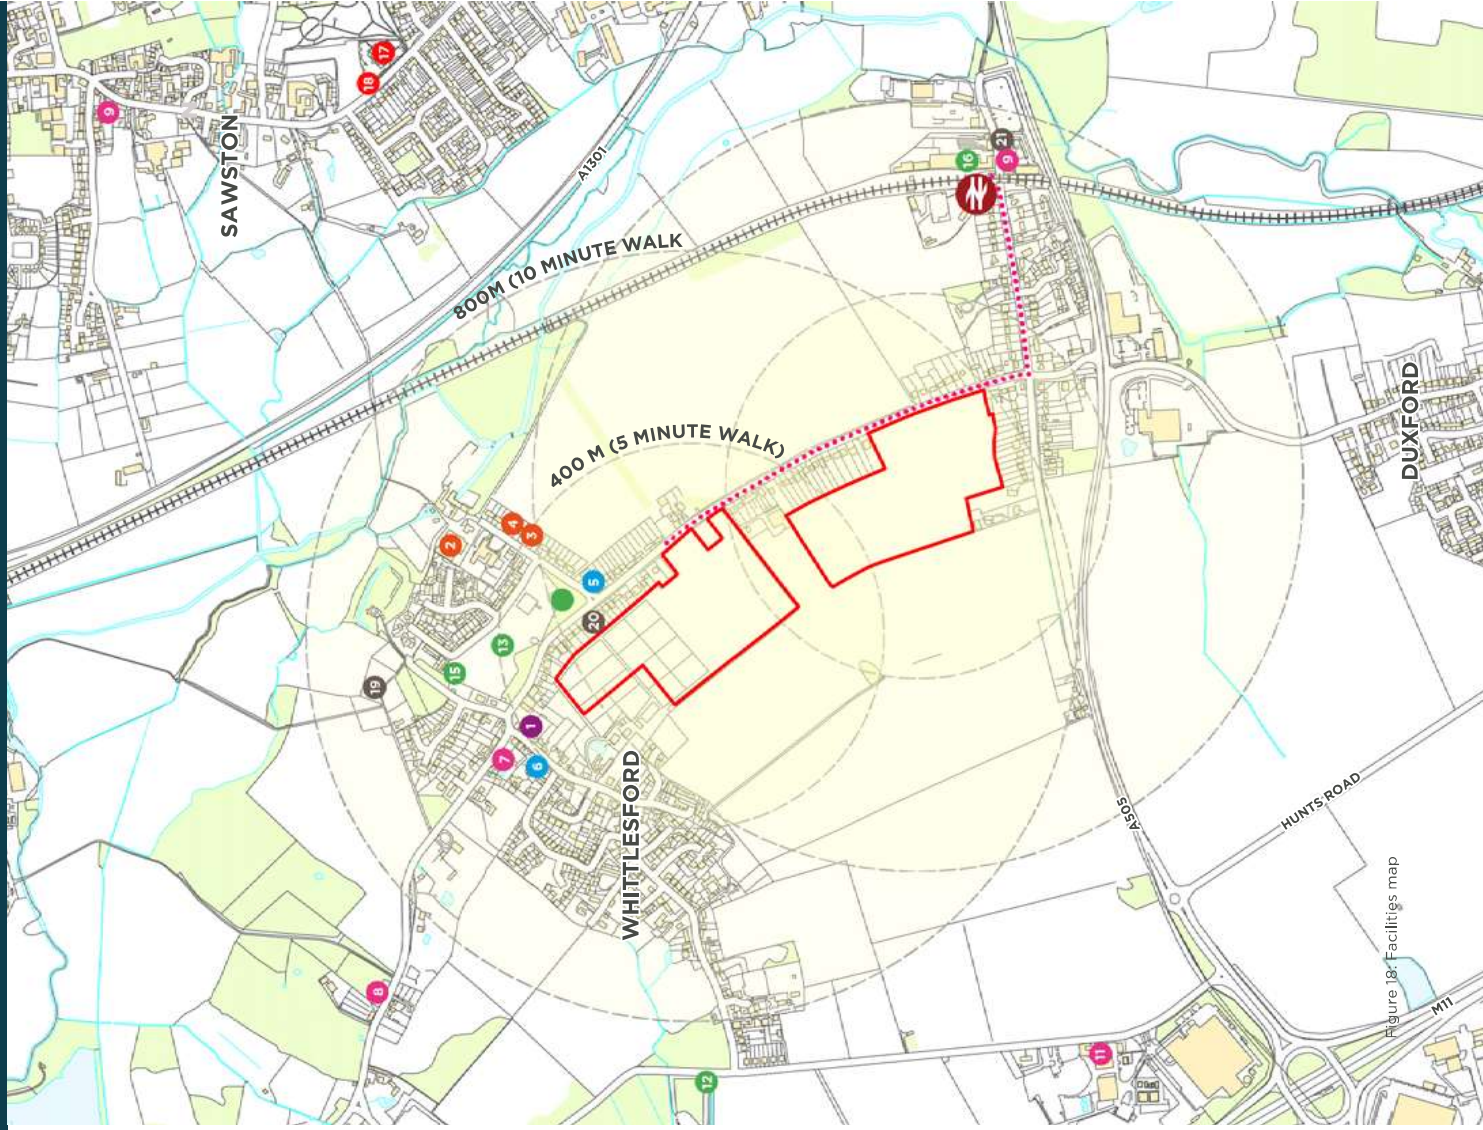 SAWSTON
17
18
9
A1301
800M (10 MINUTE WALK
400 M (5 MINUTE WALK)
21
16
9
DUXFORD
4
3
2
5
20
13
15
19
1
7
6
WHITTLESFORD
8
12
11
A505
HUNTS ROAD
M11
Figure 18: Facilities map